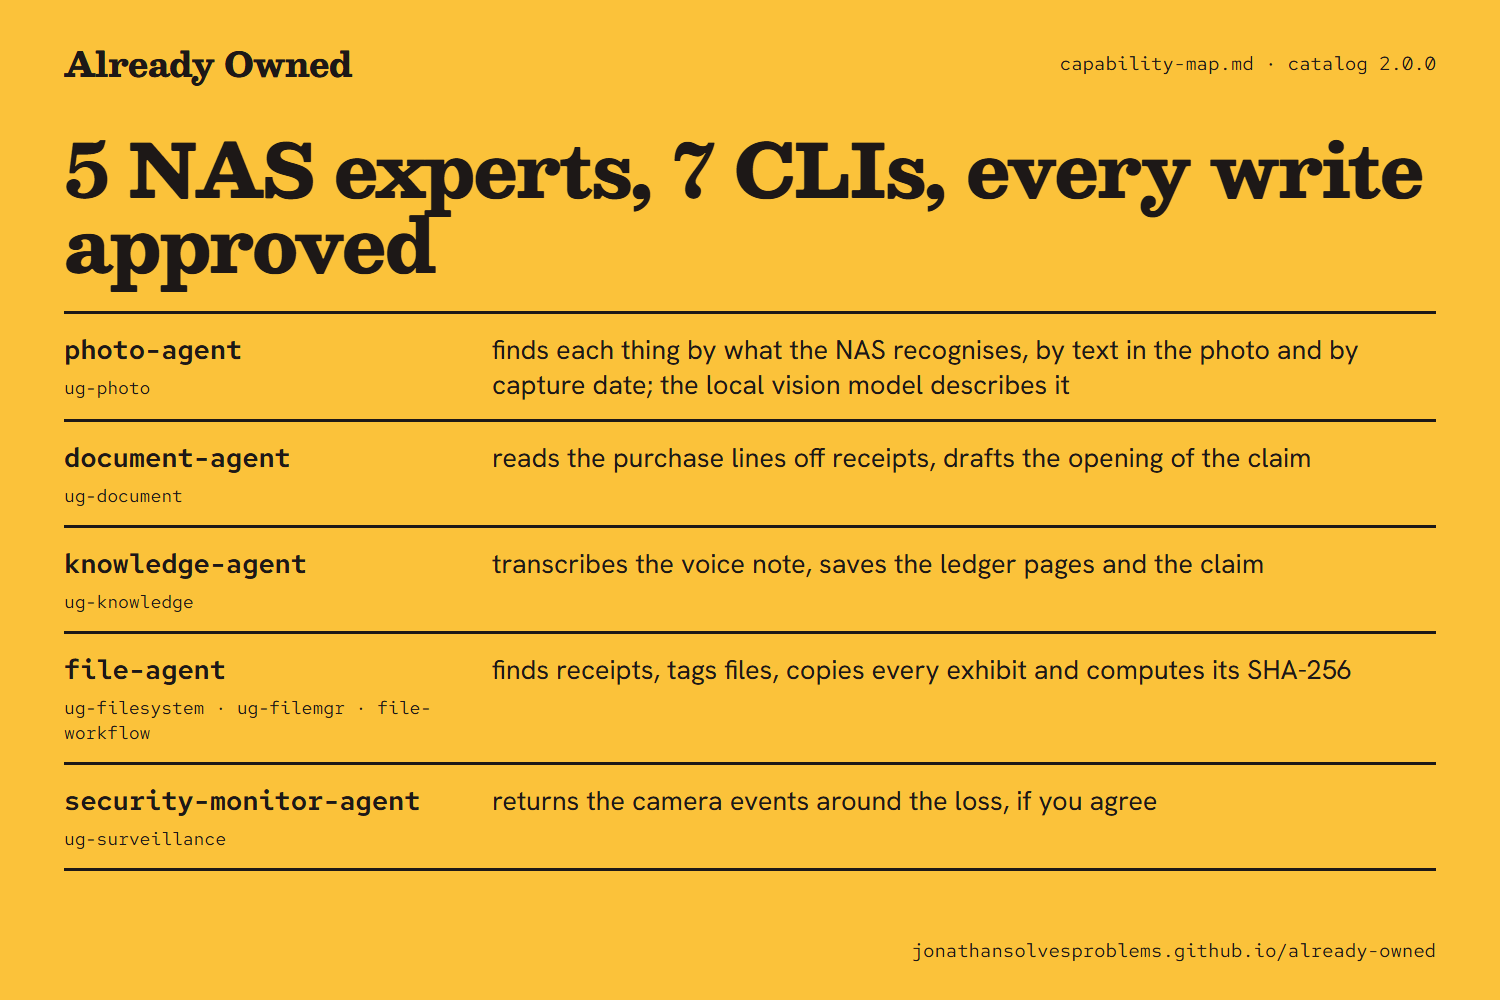 Already Owned
capability-map.md · catalog 2.0.0
5 NAS experts, 7 CLIs, every write
approved
photo-agent
ug-photo
finds each thing by what the NAS recognises, by text in the photo and by
capture date; the local vision model describes it
document-agent
ug-document
reads the purchase lines off receipts, drafts the opening of the claim
knowledge-agent
ug-knowledge
transcribes the voice note, saves the ledger pages and the claim
file-agent
ug-filesystem · ug-filemgr · file-
workflow
finds receipts, tags files, copies every exhibit and computes its SHA-256
security-monitor-agent
ug-surveillance
returns the camera events around the loss, if you agree
jonathansolvesproblems.github.io/already-owned